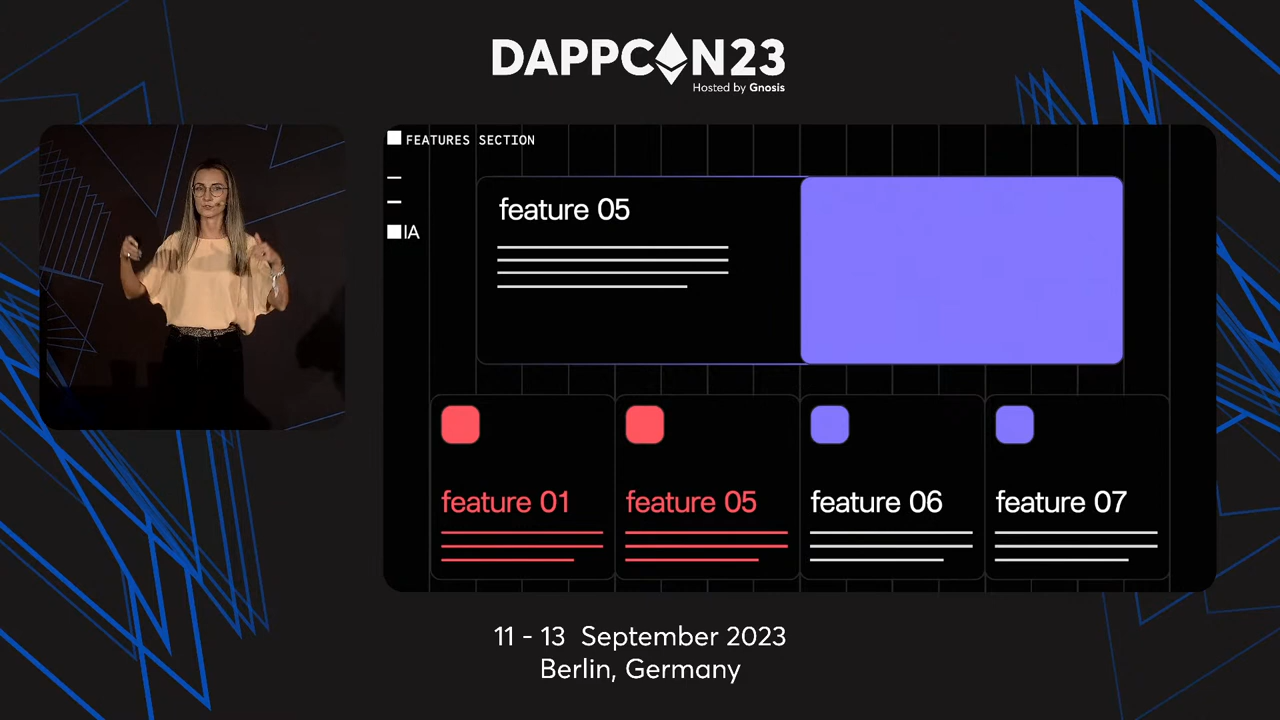 DAPPCON23
Hosted by Gnosis
FEATURES SECTION
IA
feature 05
feature 01
feature 05
feature 06
feature 07
11 - 13 September 2023
Berlin, Germany